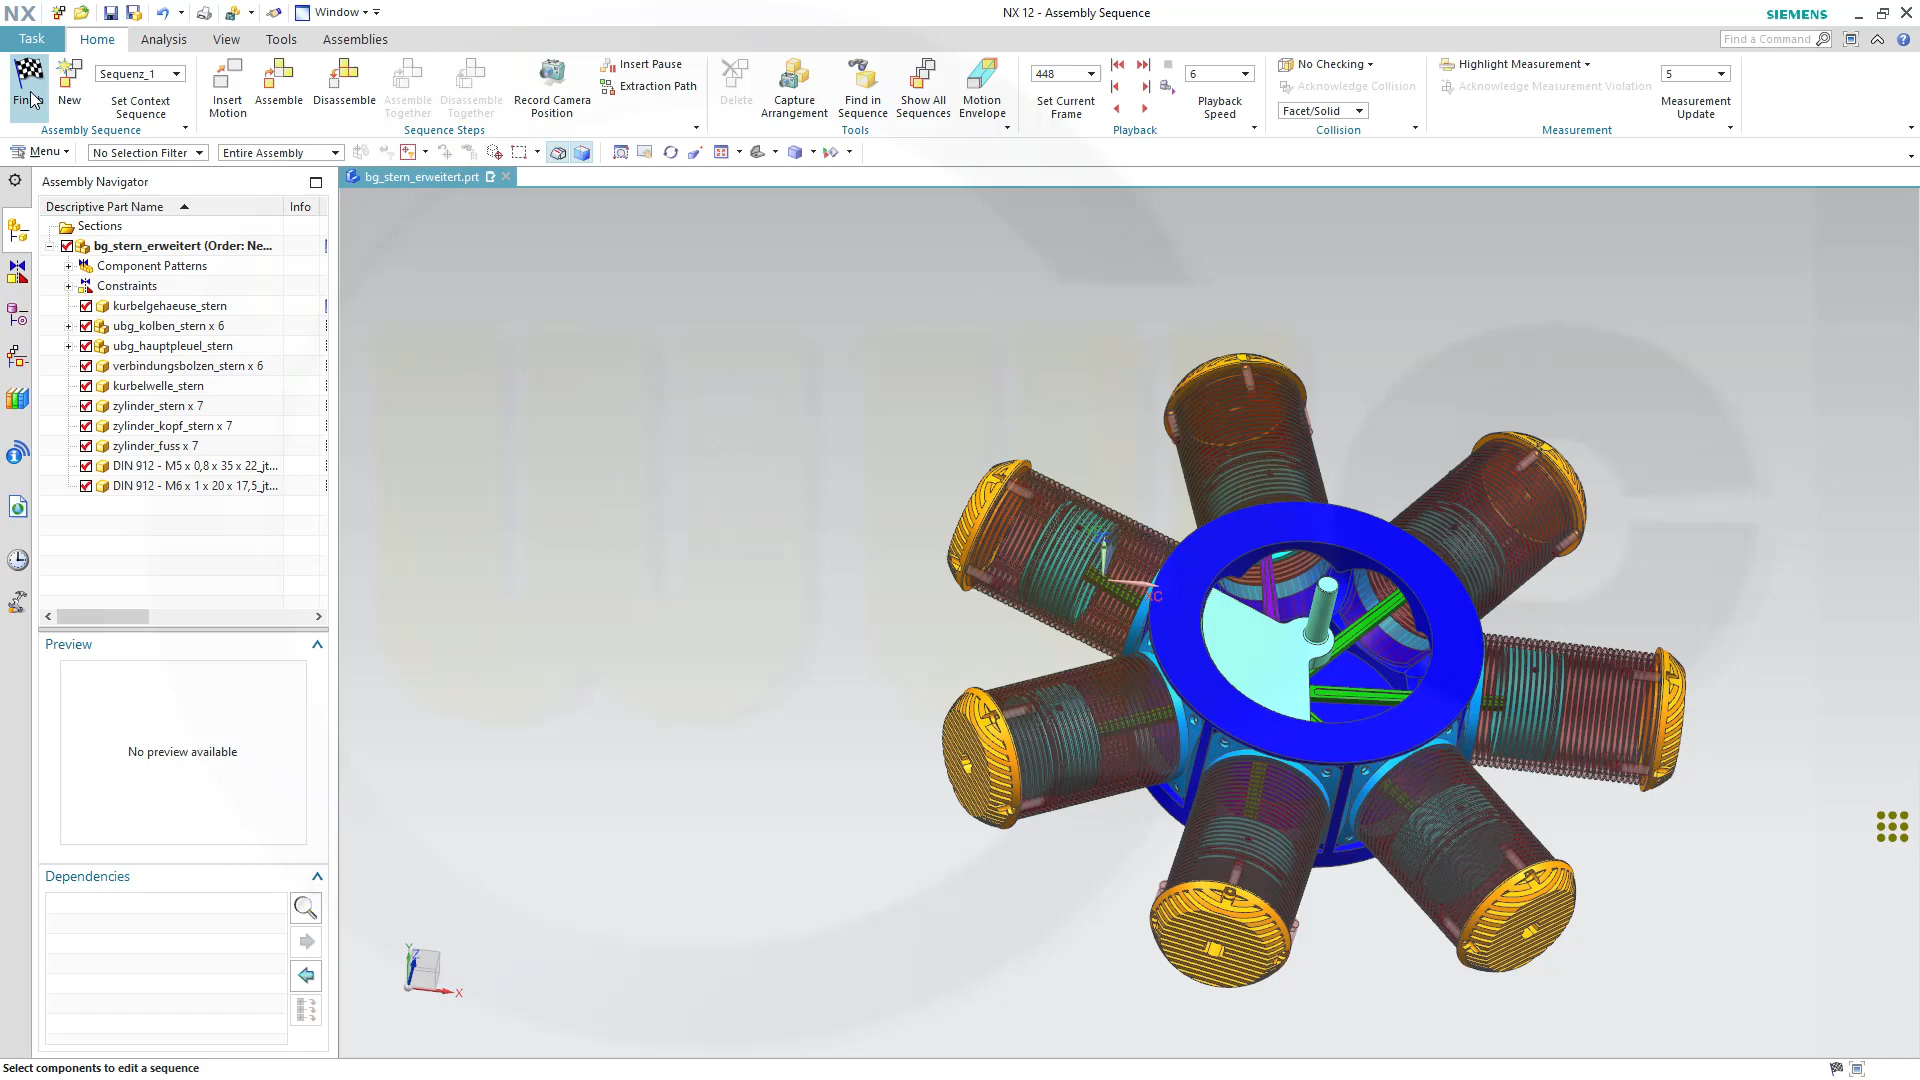 NX
Window
NX 12 - Assembly Sequence
SIEMENS
Task
Home
Analysis
View
Tools
Assemblies
Find a Command
New
Sequenz_1
Set Context
Sequence
Assembly Sequence
Insert
Motion
Assemble
Disassemble
Assemble
Together
Disassemble
Together
Record Camera
Position
Insert Pause
Extraction Path
Sequence Steps
Delete
Capture
Arrangement
Find in
Sequence
Show All
Sequences
Motion
Envelope
Tools
448
Set Current
Frame
6
Playback
Speed
Playback
No Checking
Acknowledge Collision
Facet/Solid
Collision
Highlight Measurement
Acknowledge Measurement Violation
5
Measurement
Update
Measurement
Menu
No Selection Filter
Entire Assembly
Assembly Navigator
bg_stern_erweitert.prt
Descriptive Part Name
Info
Sections
bg_stern_erweitert (Order: Ne...
Component Patterns
Constraints
kurbelgehaeuse_stern
ubg_kolben_stern x 6
ubg_hauptpleuel_stern
verbindungsbolzen_stern x 6
kurbelwelle_stern
zylinder_stern x 7
zylinder_kopf_stern x 7
zylinder_fuss x 7
DIN 912 - M5 x 0,8 x 35 x 22_jt...
DIN 912 - M6 x 1 x 20 x 17,5_jt...
Preview
No preview available
Dependencies
Y
Z
X
Select components to edit a sequence